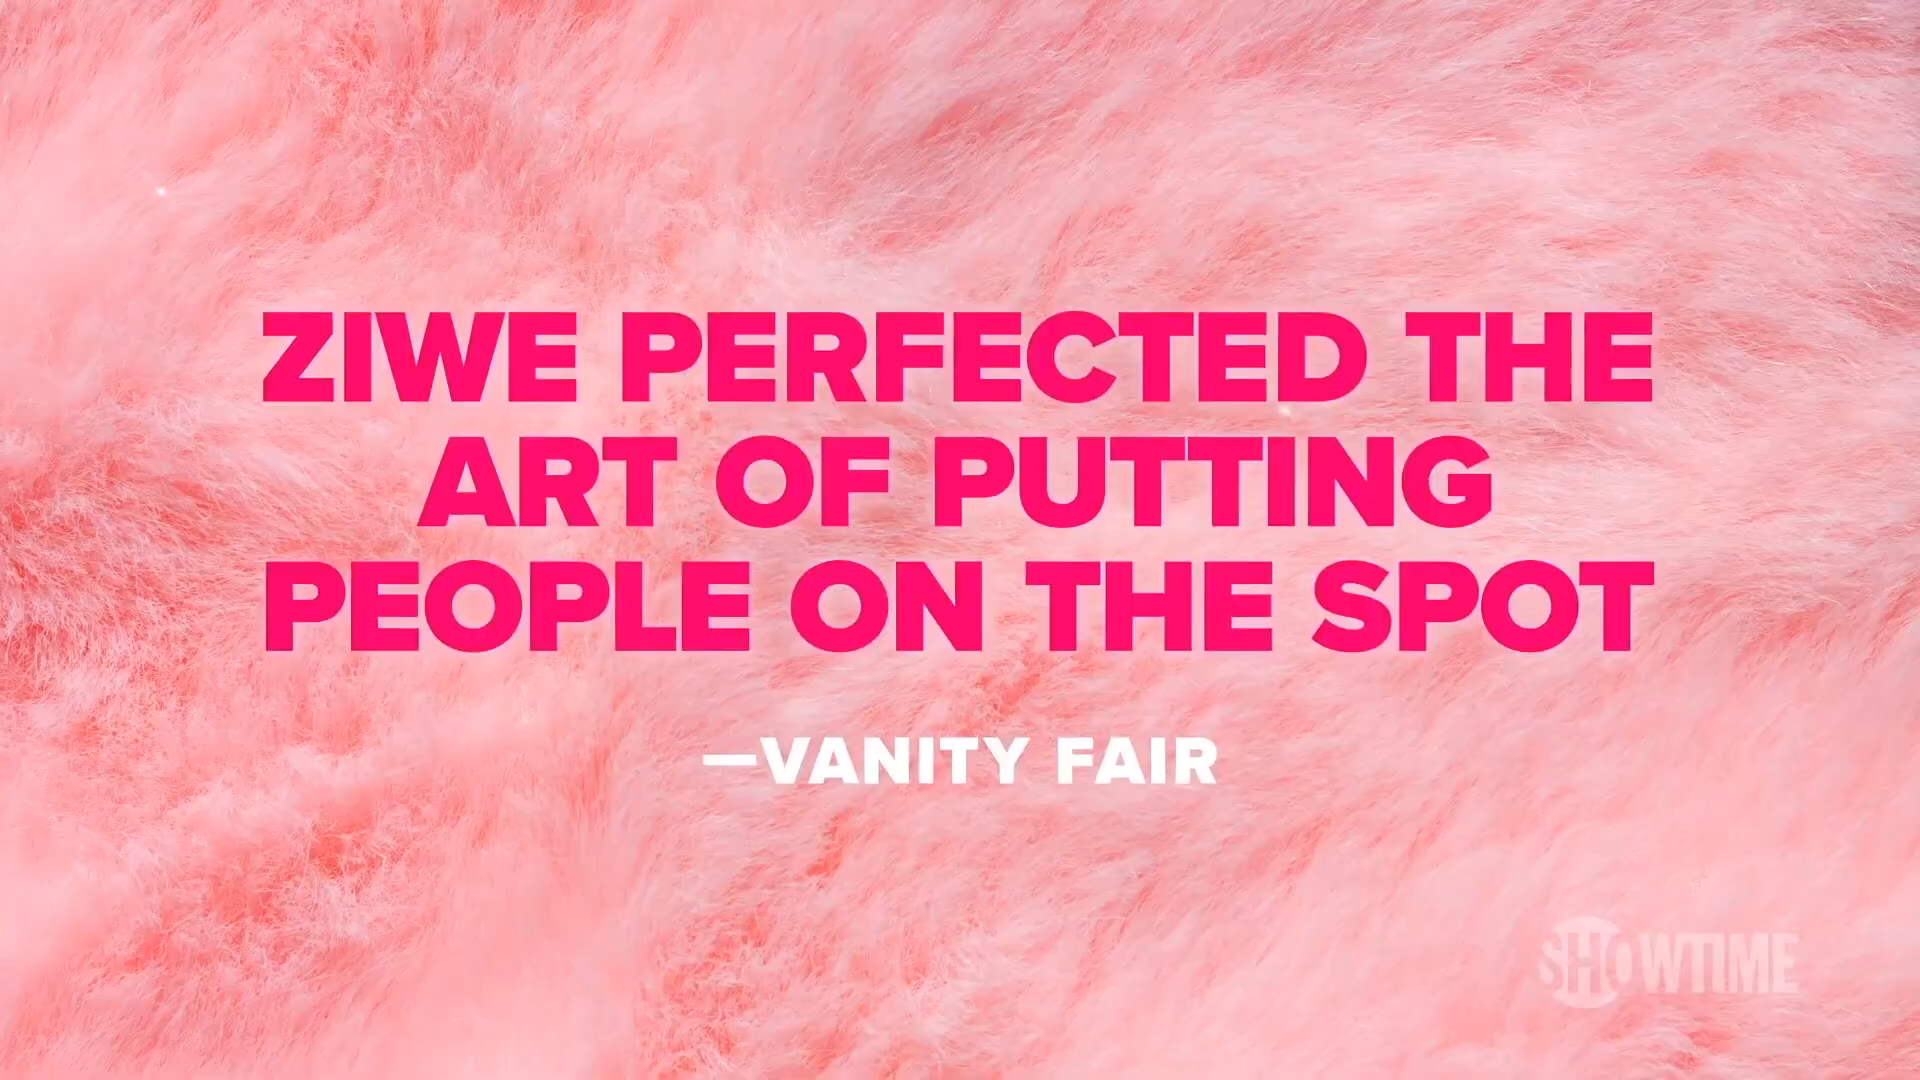 ZIWE PERFECTED THE
ART OF PUTTING
PEOPLE ON THE SPOT
—VANITY FAIR
SHOWTIME